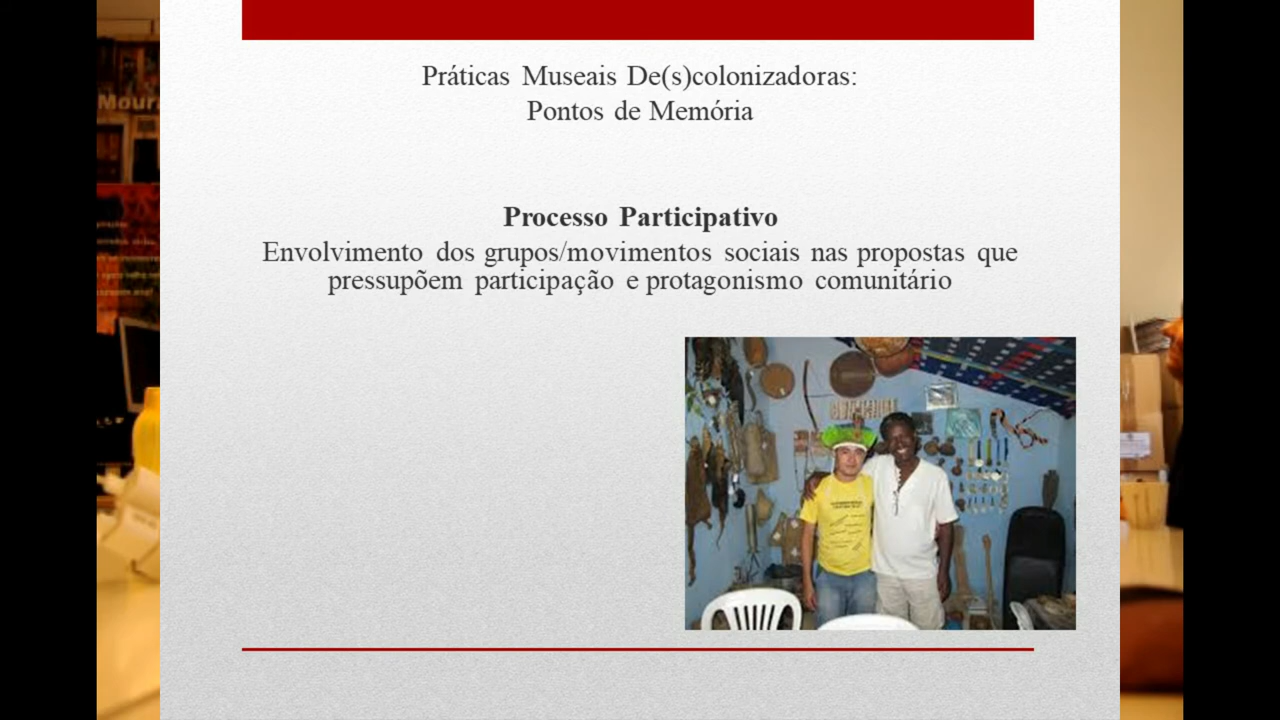 Práticas Museais De(s)colonizadoras:
Pontos de Memória
Processo Participativo
Envolvimento dos grupos/movimentos sociais nas propostas que
pressupõem participação e protagonismo comunitário